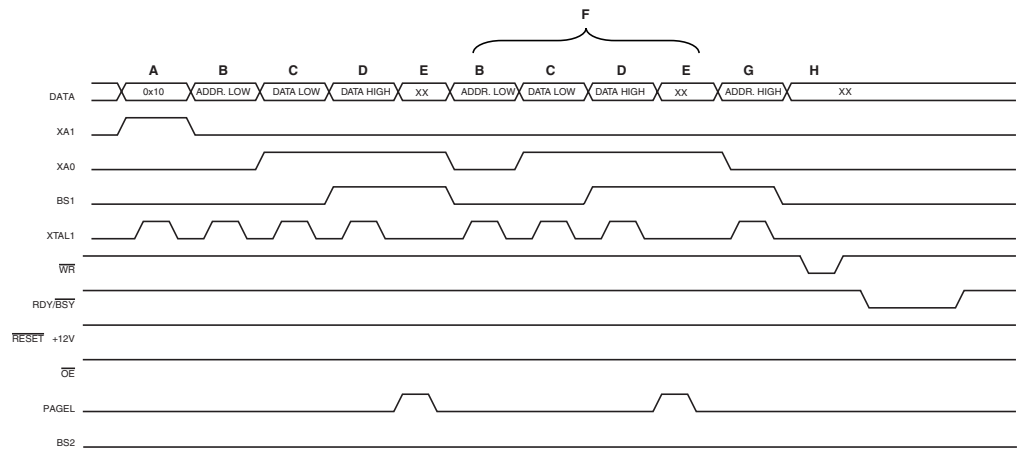 F
A B C D E B C D E G H
DATA 0x10 ADDR. LOW DATA LOW DATA HIGH XX ADDR. LOW DATA LOW DATA HIGH XX ADDR. HIGH XX
XA1
XA0
BS1
XTAL1
WR
RDY/BSY
RESET +12V
OE
PAGEL
BS2